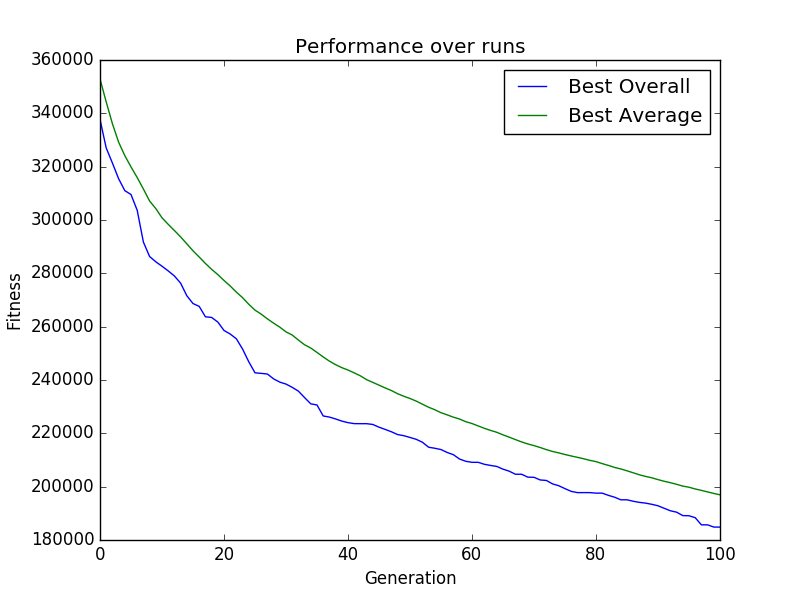 Performance over runs
360000
340000
320000
300000
280000
260000
240000
220000
200000
180000
Fitness
Best Overall
Best Average
0 20 40 60 80 100
Generation